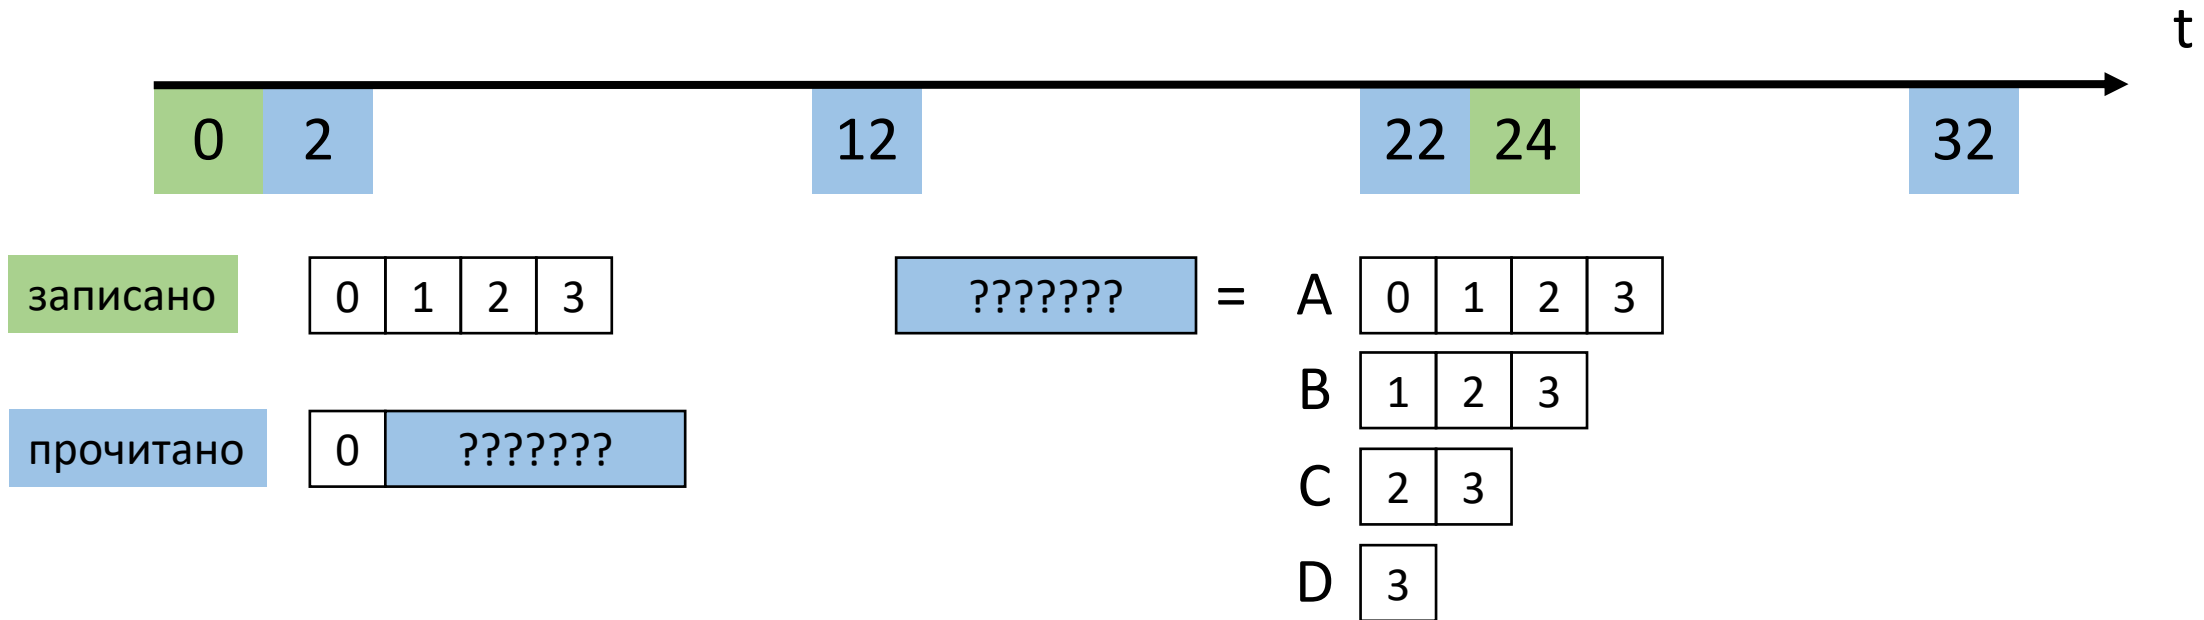 t
0 2 12 22 24 32
записано 0 1 2 3 ??????? = A 0 1 2 3
B 1 2 3
прочитано 0 ???????
C 2 3
D 3